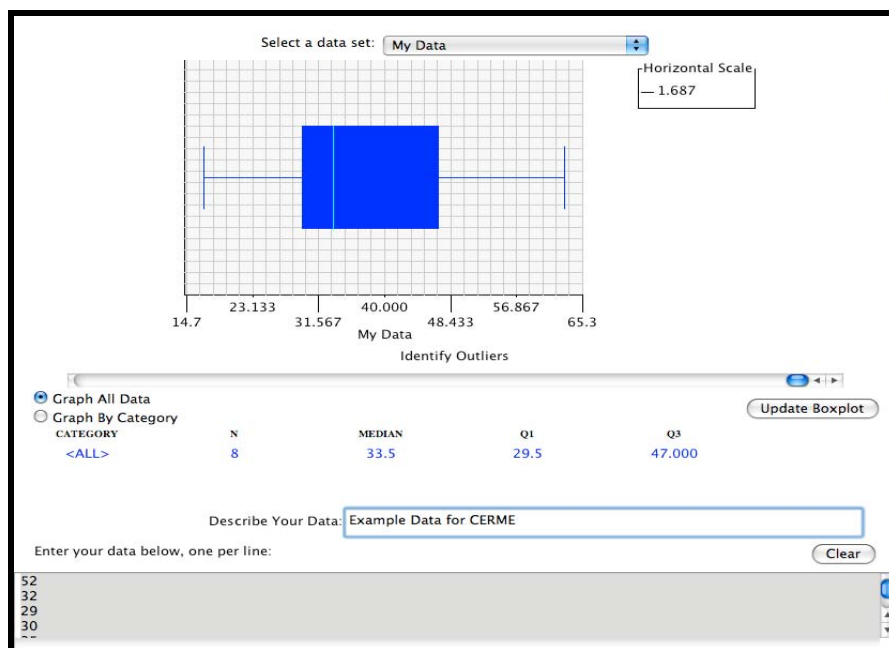 Select a data set: My Data
Horizontal Scale
1.687
23.133 40.000 56.867
14.7 31.567 48.433 65.3
My Data
Identify Outliers
Graph All Data
Graph By Category
Update Boxplot
CATEGORY N MEDIAN Q1 Q3
<ALL> 8 33.5 29.5 47.000
Describe Your Data: Example Data for CERME
Enter your data below, one per line:
Clear
52
32
29
30